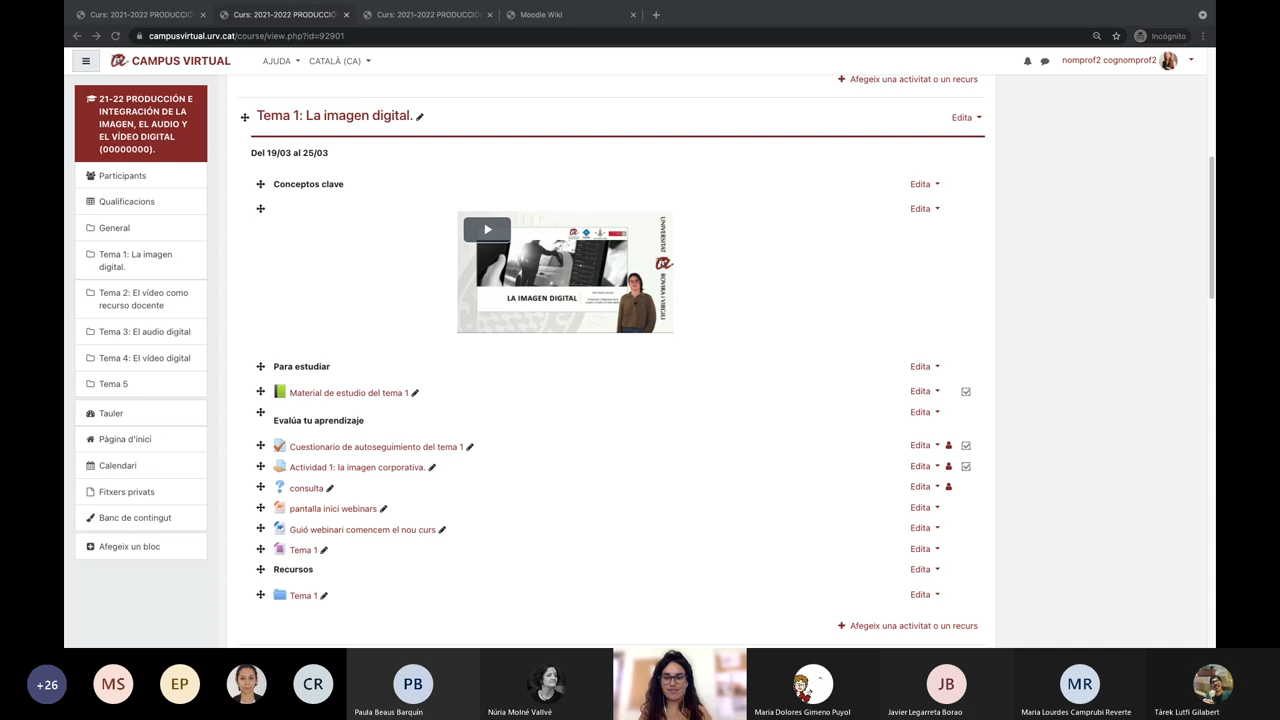 Curs: 2021-2022 PRODUCCIÓ
Curs: 2021-2022 PRODUCCIÓ
Curs: 2021-2022 PRODUCCIÓ
Moodle Wiki
campusvirtual.urv.cat/course/view.php?id=92901
Incógnito
CAMPUS VIRTUAL
AJUDA
CATALÀ (CA)
nomprof2 cognomprof2
21-22 PRODUCCIÓN E
INTEGRACIÓN DE LA
IMAGEN, EL AUDIO Y
EL VÍDEO DIGITAL
(00000000).
Participants
Qualificacions
General
Tema 1: La imagen
digital.
Tema 2: El vídeo como
recurso docente
Tema 3: El audio digital
Tema 4: El vídeo digital
Tema 5
Tauler
Pàgina d'inici
Calendari
Fitxers privats
Banc de contingut
Afegeix un bloc
Afegeix una activitat o un recurs
Tema 1: La imagen digital.
Edita
Del 19/03 al 25/03
Conceptos clave
Edita
Edita
LA IMAGEN DIGITAL
UNIVERSITAT
ROVIRA I VIRGILI
Para estudiar
Edita
Material de estudio del tema 1
Edita
Edita
Evalúa tu aprendizaje
Cuestionario de autoseguimiento del tema 1
Edita
Actividad 1: la imagen corporativa.
Edita
consulta
Edita
pantalla inici webinars
Edita
Guió webinari comencem el nou curs
Edita
Tema 1
Edita
Recursos
Edita
Tema 1
Edita
Afegeix una activitat o un recurs
+26
MS
EP
CR
PB
Paula Beaus Barquín
Núria Molné Vallvé
Maria Dolores Gimeno Puyol
JB
Javier Legarreta Borao
MR
Maria Lourdes Camprubi Reverte
Tárek Lutfi Gilabert